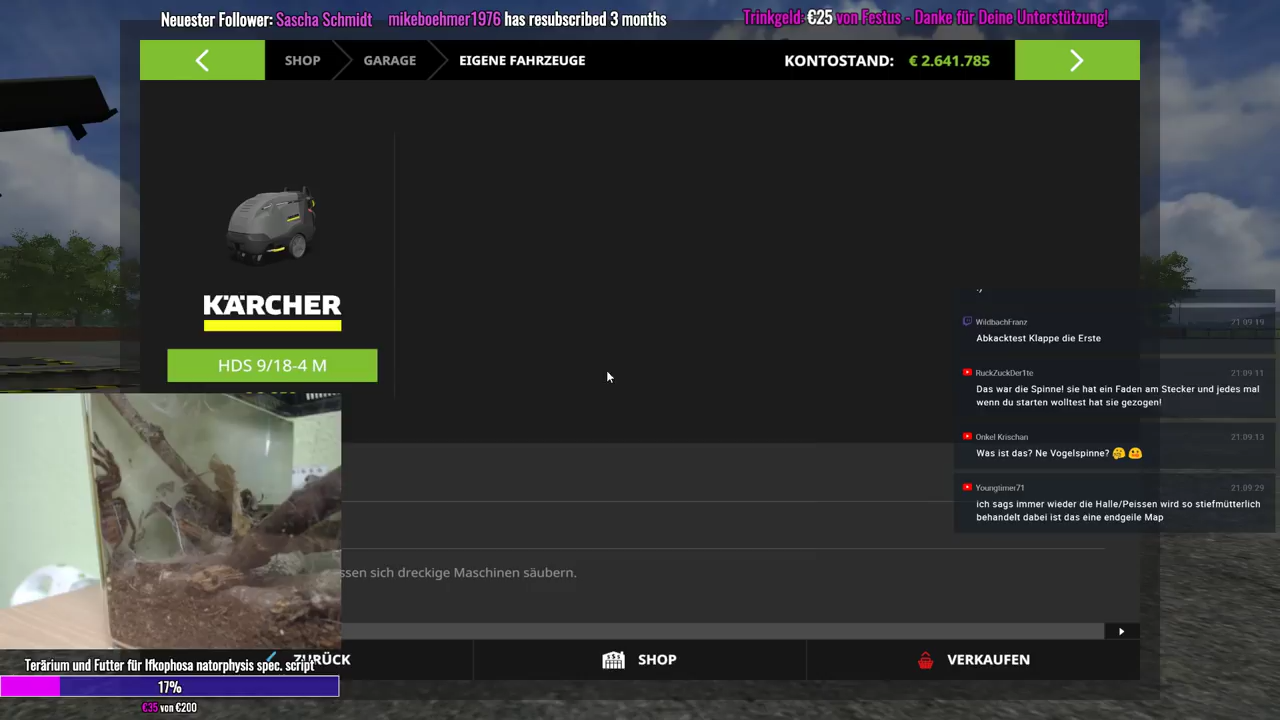 Neuester Follower: Sascha Schmidt mikeboehmer1976 has resubscribed 3 months
Trinkgeld: €25 von Festus - Danke für Deine Unterstützung!
SHOP GARAGE EIGENE FAHRZEUGE KONTOSTAND: € 2.641.785
KÄRCHER
HDS 9/18-4 M
WildbachFranz 21:09:19
Abkacktest Klappe die Erste
RuckZuckDer1te 21:09:11
Das war die Spinne! sie hat ein Faden am Stecker und jedes mal
wenn du starten wolltest hat sie gezogen!
Onkel Krischan 21:09:13
Was ist das? Ne Vogelspinne? 🤔 😬
Youngtimer71 21:09:29
ich sags immer wieder die Halle/Peissen wird so stiefmütterlich
behandelt dabei ist das eine endgeile Map
ssen sich dreckige Maschinen säubern.
ZURÜCK SHOP VERKAUFEN
Terärium und Futter für Ifkophosa natorphysis spec. script
17%
€35 von €200